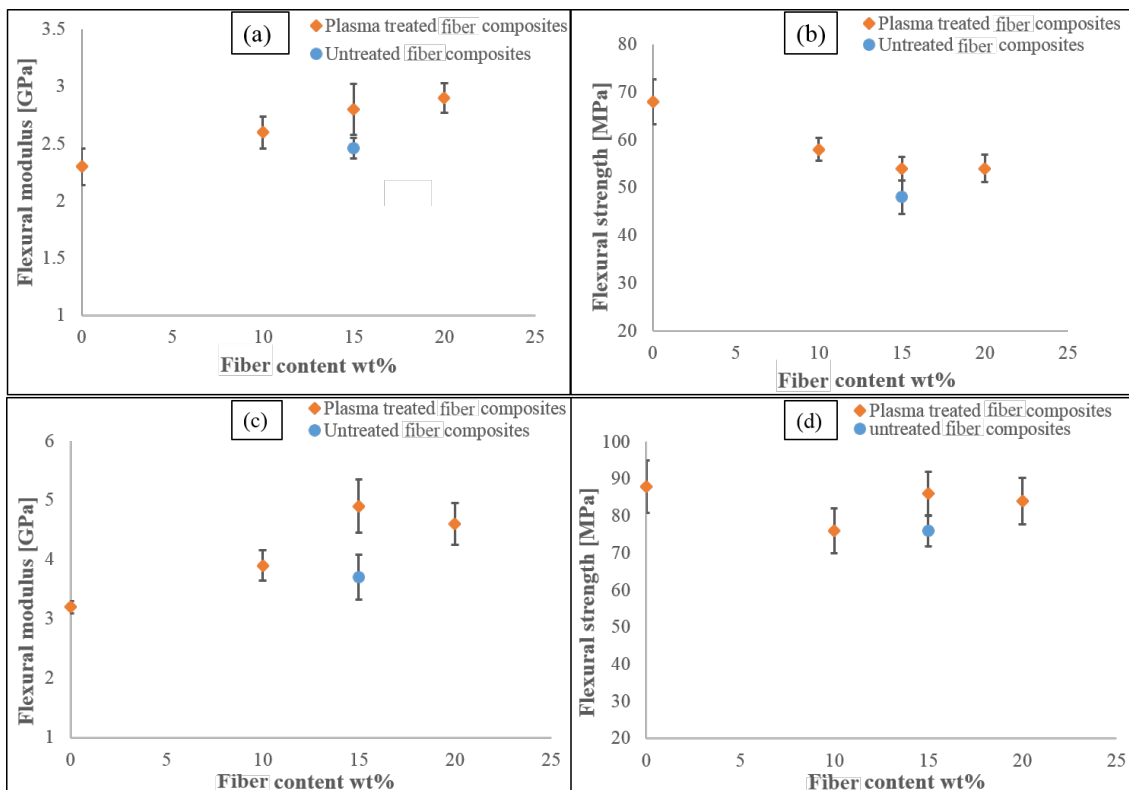 (a)
Plasma treated fiber composites
Untreated fiber composites
Flexural modulus [GPa]
3.5
3
2.5
2
1.5
1
0 5 10 15 20 25
Fiber content wt%
(b)
Plasma treated fiber composites
Untreated fiber composites
Flexural strength [MPa]
80
70
60
50
40
30
20
0 5 10 15 20 25
Fiber content wt%
(c)
Plasma treated fiber composites
Untreated fiber composites
Flexural modulus [GPa]
6
5
4
3
2
1
0 5 10 15 20 25
Fiber content wt%
(d)
Plasma treated fiber composites
untreated fiber composites
Flexural strength [MPa]
100
90
80
70
60
50
40
30
20
0 5 10 15 20 25
Fiber content wt%